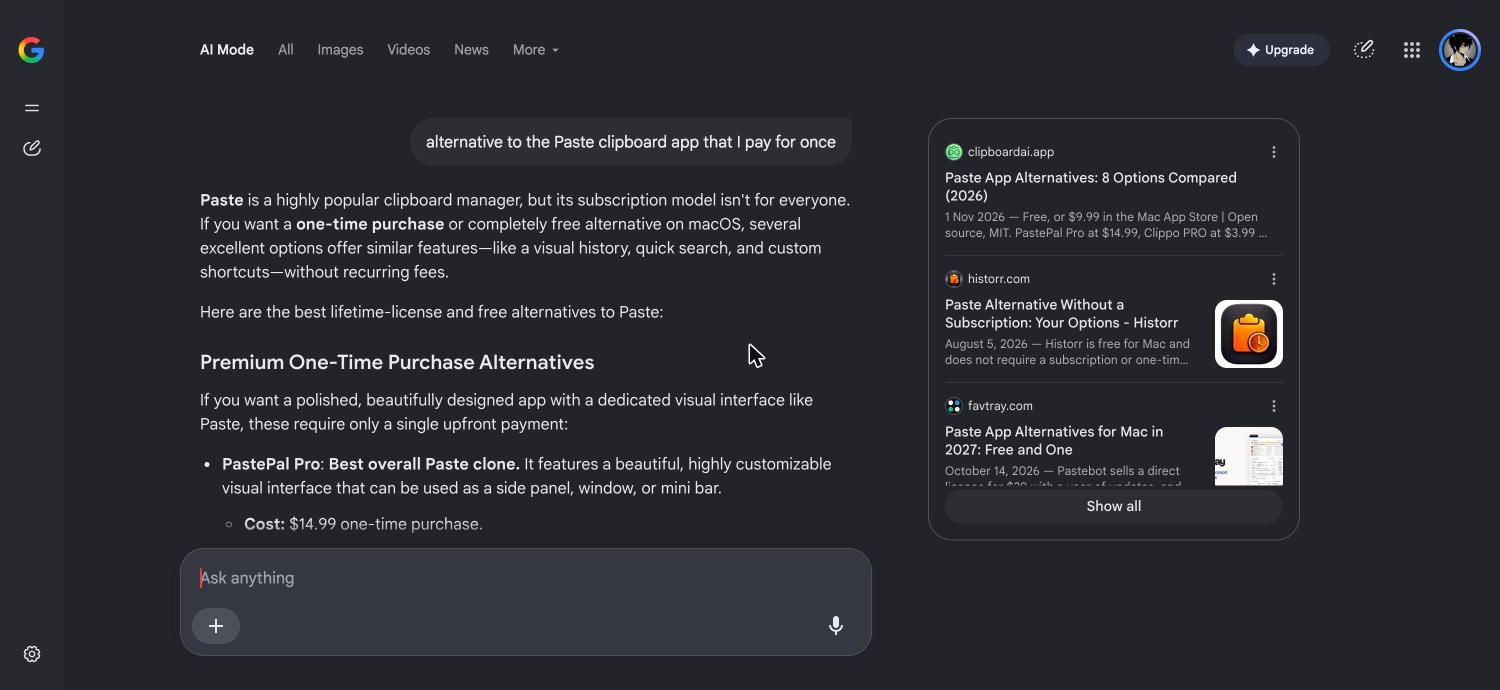 AI Mode
All
Images
Videos
News
More
Upgrade
alternative to the Paste clipboard app that I pay for once
Paste is a highly popular clipboard manager, but its subscription model isn't for everyone.
If you want a one-time purchase or completely free alternative on macOS, several
excellent options offer similar features—like a visual history, quick search, and custom
shortcuts—without recurring fees.
Here are the best lifetime-license and free alternatives to Paste:
Premium One-Time Purchase Alternatives
If you want a polished, beautifully designed app with a dedicated visual interface like
Paste, these require only a single upfront payment:
• PastePal Pro: Best overall Paste clone. It features a beautiful, highly customizable
visual interface that can be used as a side panel, window, or mini bar.
○ Cost: $14.99 one-time purchase.
Ask anything
clipboardai.app
Paste App Alternatives: 8 Options Compared
(2026)
1 Nov 2026 — Free, or $9.99 in the Mac App Store | Open
source, MIT. PastePal Pro at $14.99, Clippo PRO at $3.99 ...
historr.com
Paste Alternative Without a
Subscription: Your Options - Historr
August 5, 2026 — Historr is free for Mac and
does not require a subscription or one-tim...
favtray.com
Paste App Alternatives for Mac in
2027: Free and One
October 14, 2026 — Pastebot sells a direct
license for $20 with a year of updates, and
Show all